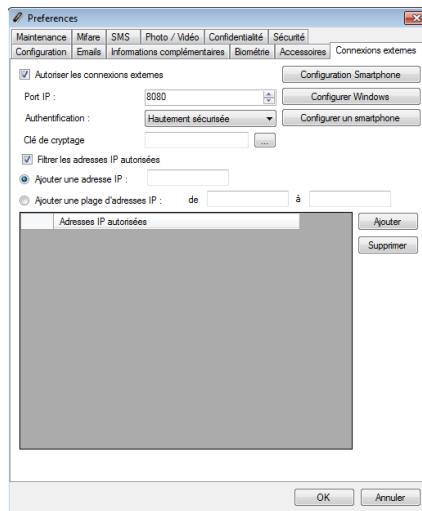 Preferences
Maintenance Mifare SMS Photo / Vidéo Confidentialité Sécurité
Configuration Emails Informations complémentaires Biométrie Accessoires Connexions externes
Autoriser les connexions externes Configuration Smartphone
Port IP : 8080 Configurer Windows
Authentification : Hautement sécurisée Configurer un smartphone
Clé de cryptage ...
Filtrer les adresses IP autorisées
Ajouter une adresse IP :
Ajouter une plage d'adresses IP : de à
Adresses IP autorisées Ajouter
Supprimer
OK Annuler